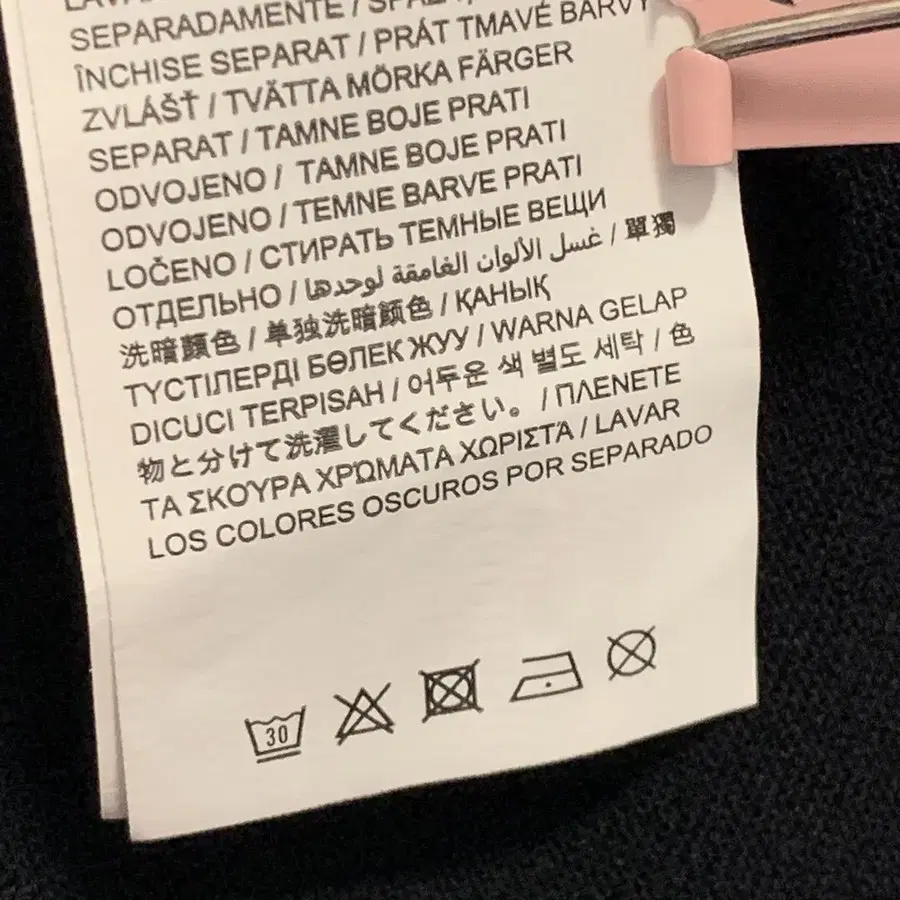 SEPARADAMENTE /
ÎNCHISE SEPARAT / PRÁT TMAVÉ BARVY
ZVLÁŠŤ / TVÄTTA MÖRKA FÄRGER
SEPARAT / TAMNE BOJE PRATI
ODVOJENO / TAMNE BOJE PRATI
ODVOJENO / TEMNE BARVE PRATI
LOČENO / СТИРАТЬ ТЕМНЫЕ ВЕЩИ
ОТДЕЛЬНО / غسل الألوان الغامقة لوحدها / 單獨
洗暗顏色 / 单独洗暗颜色 / ҚАНЫҚ
ТҮСТІЛЕРДІ БӨЛЕК ЖУУ / WARNA GELAP
DICUCI TERPISAH / 어두운 색 별도 세탁 / 色
物と分けて洗濯してください。 / ΠΛΕΝΕΤΕ
ΤΑ ΣΚΟΥΡΑ ΧΡΩΜΑΤΑ ΧΩΡΙΣΤΑ / LAVAR
LOS COLORES OSCUROS POR SEPARADO
30